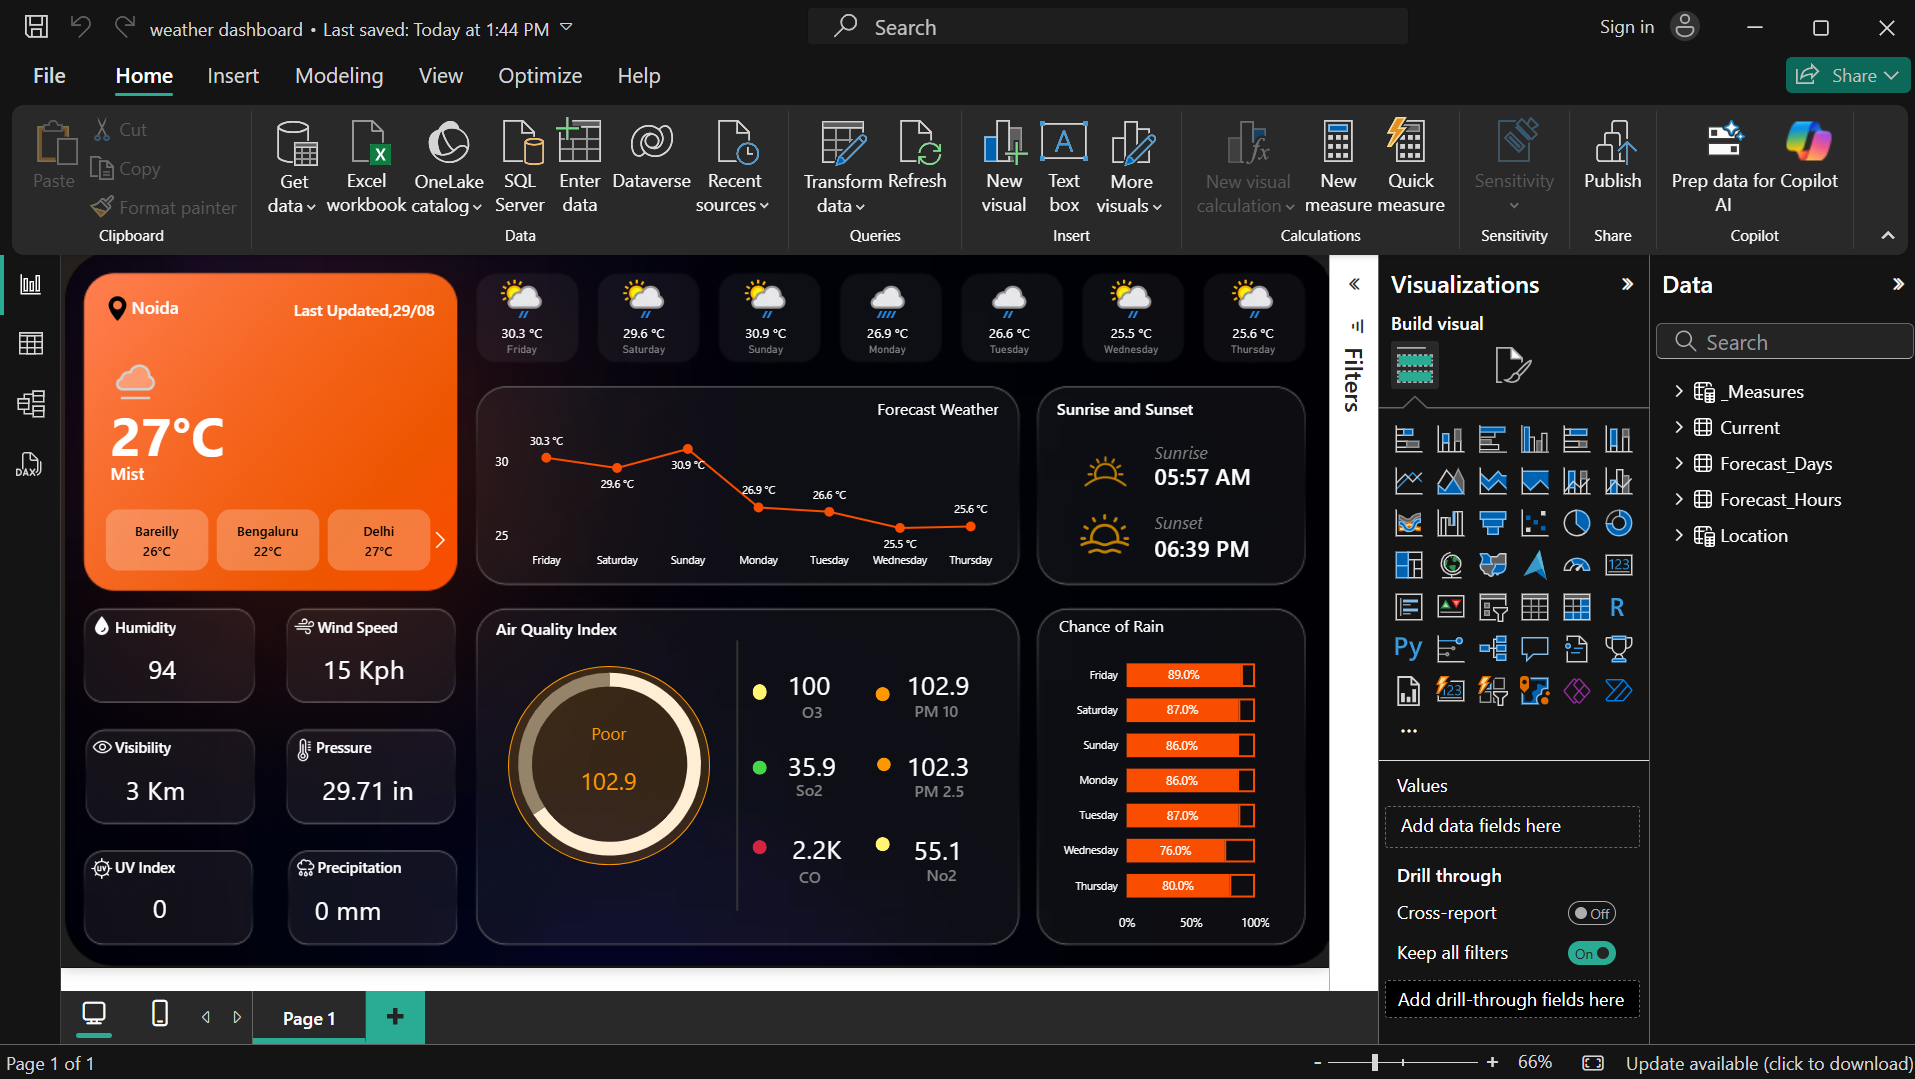 weather dashboard • Last saved: Today at 1:44 PM
Search
Sign in
File
Home
Insert
Modeling
View
Optimize
Help
Share
Paste
Cut
Copy
Format painter
Clipboard
Get data
Excel workbook
OneLake catalog
SQL Server
Enter data
Dataverse
Recent sources
Data
Transform data
Refresh
Queries
New visual
Text box
More visuals
Insert
New visual calculation
New measure
Quick measure
Calculations
Sensitivity
Sensitivity
Publish
Share
Prep data for AI
Copilot
Copilot
DAX
Noida
Last Updated,29/08
27°C
Mist
Bareilly
26°C
Bengaluru
22°C
Delhi
27°C
30.3 °C
Friday
29.6 °C
Saturday
30.9 °C
Sunday
26.9 °C
Monday
26.6 °C
Tuesday
25.5 °C
Wednesday
25.6 °C
Thursday
Forecast Weather
30
25
30.3 °C
29.6 °C
30.9 °C
26.9 °C
26.6 °C
25.5 °C
25.6 °C
Friday
Saturday
Sunday
Monday
Tuesday
Wednesday
Thursday
Sunrise and Sunset
Sunrise
05:57 AM
Sunset
06:39 PM
Humidity
94
Wind Speed
15 Kph
Visibility
3 Km
Pressure
29.71 in
UV
UV Index
0
Precipitation
0 mm
Air Quality Index
Poor
102.9
100
O3
102.9
PM 10
35.9
So2
102.3
PM 2.5
2.2K
CO
55.1
No2
Chance of Rain
Friday 89.0%
Saturday 87.0%
Sunday 86.0%
Monday 86.0%
Tuesday 87.0%
Wednesday 76.0%
Thursday 80.0%
0% 50% 100%
Filters
Visualizations
Build visual
123
R
Py
123
Values
Add data fields here
Drill through
Cross-report
Off
Keep all filters
On
Add drill-through fields here
Data
Search
_Measures
Current
Forecast_Days
Forecast_Hours
Location
Page 1
Page 1 of 1
66%
Update available (click to download)